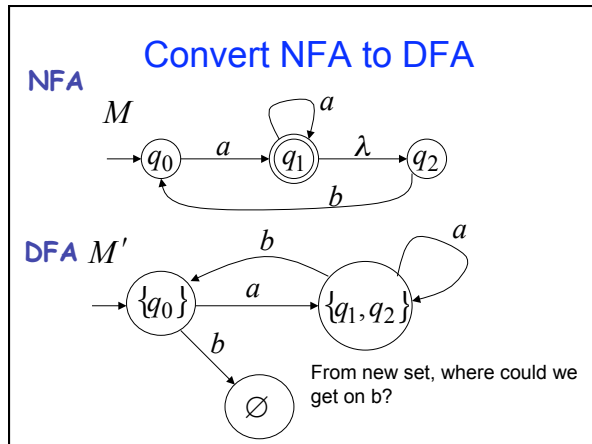 Convert NFA to DFA
NFA
M
a
q0 a q1 λ q2
b
DFA M′
b a
{q0} a {q1, q2}
b
∅
From new set, where could we
get on b?